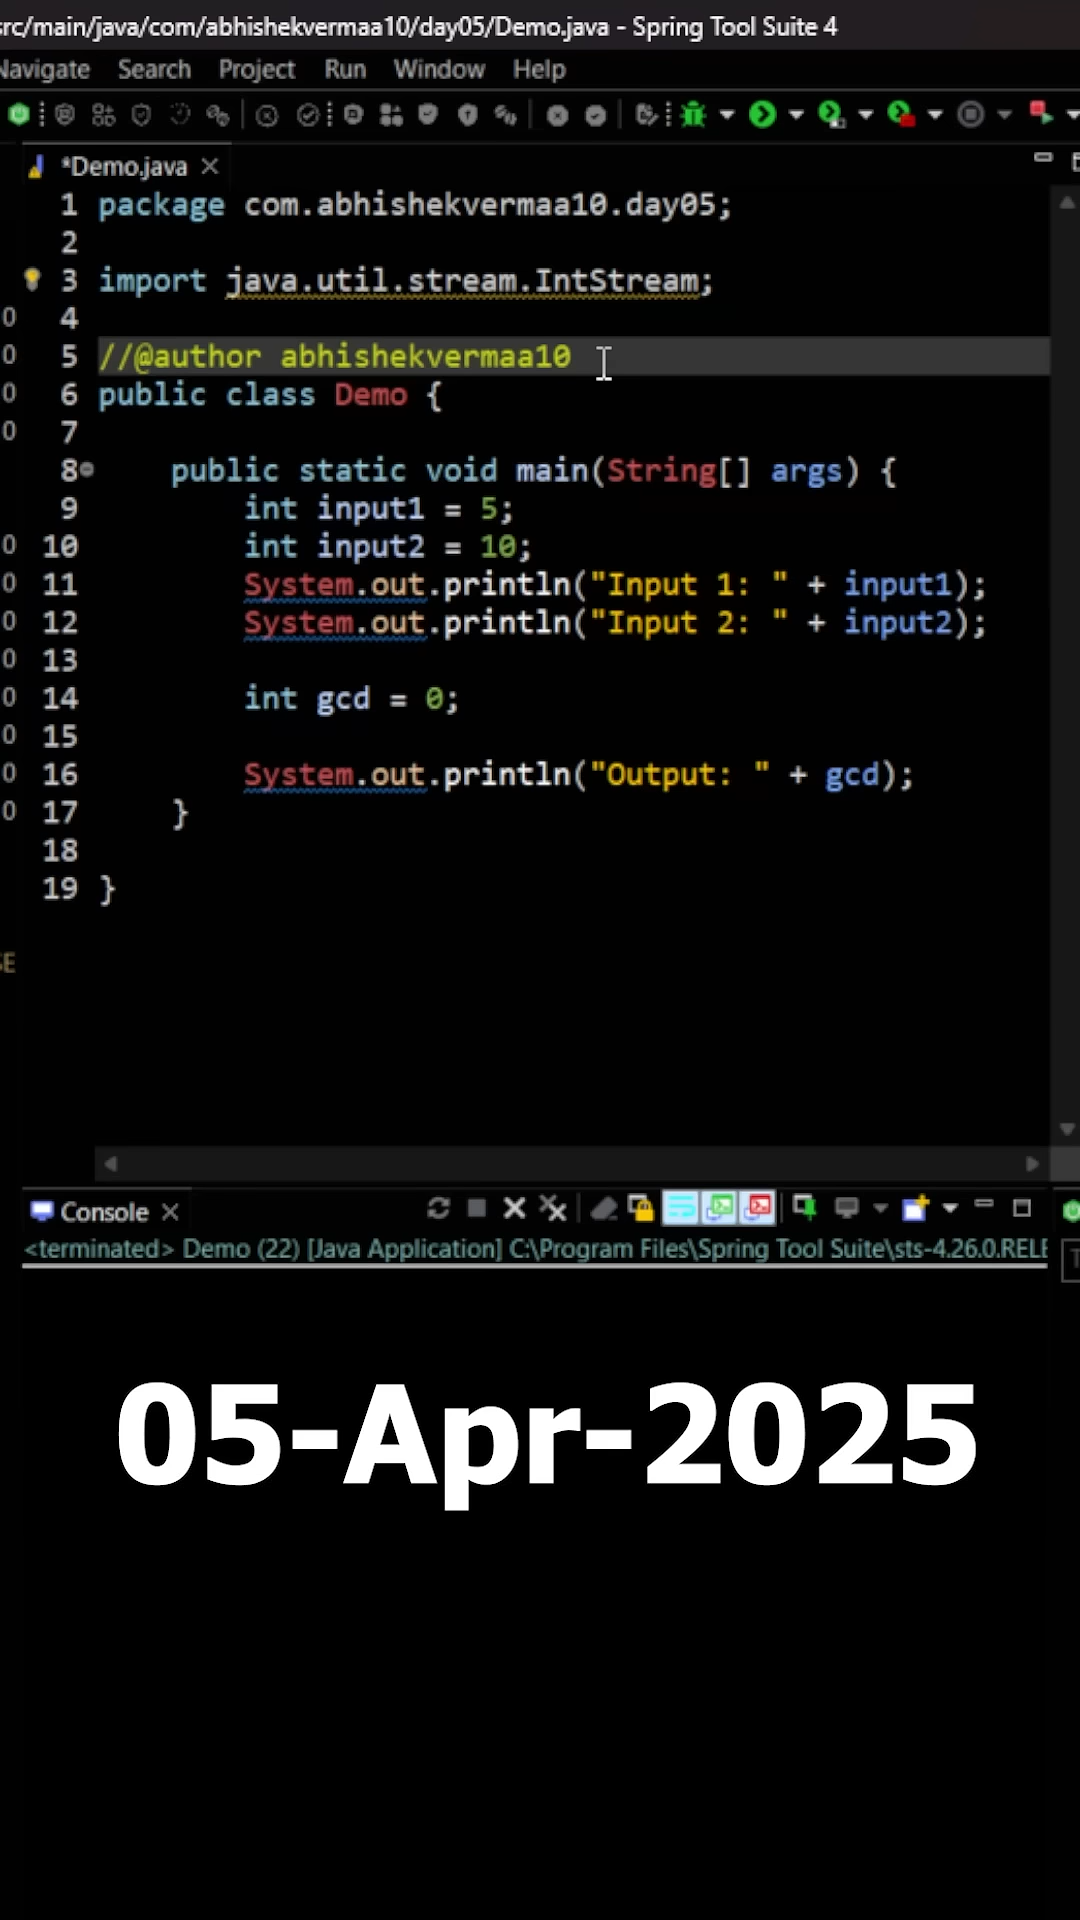 src/main/java/com/abhishekvermaa10/day05/Demo.java - Spring Tool Suite 4
Navigate Search Project Run Window Help
*Demo.java
1 package com.abhishekvermaa10.day05;
2
3 import java.util.stream.IntStream;
4
5 //@author abhishekvermaa10
6 public class Demo {
7
8     public static void main(String[] args) {
9         int input1 = 5;
10         int input2 = 10;
11         System.out.println("Input 1: " + input1);
12         System.out.println("Input 2: " + input2);
13
14         int gcd = 0;
15
16         System.out.println("Output: " + gcd);
17     }
18
19 }
Console
<terminated> Demo (22) [Java Application] C:\Program Files\Spring Tool Suite\sts-4.26.0.RELE
05-Apr-2025